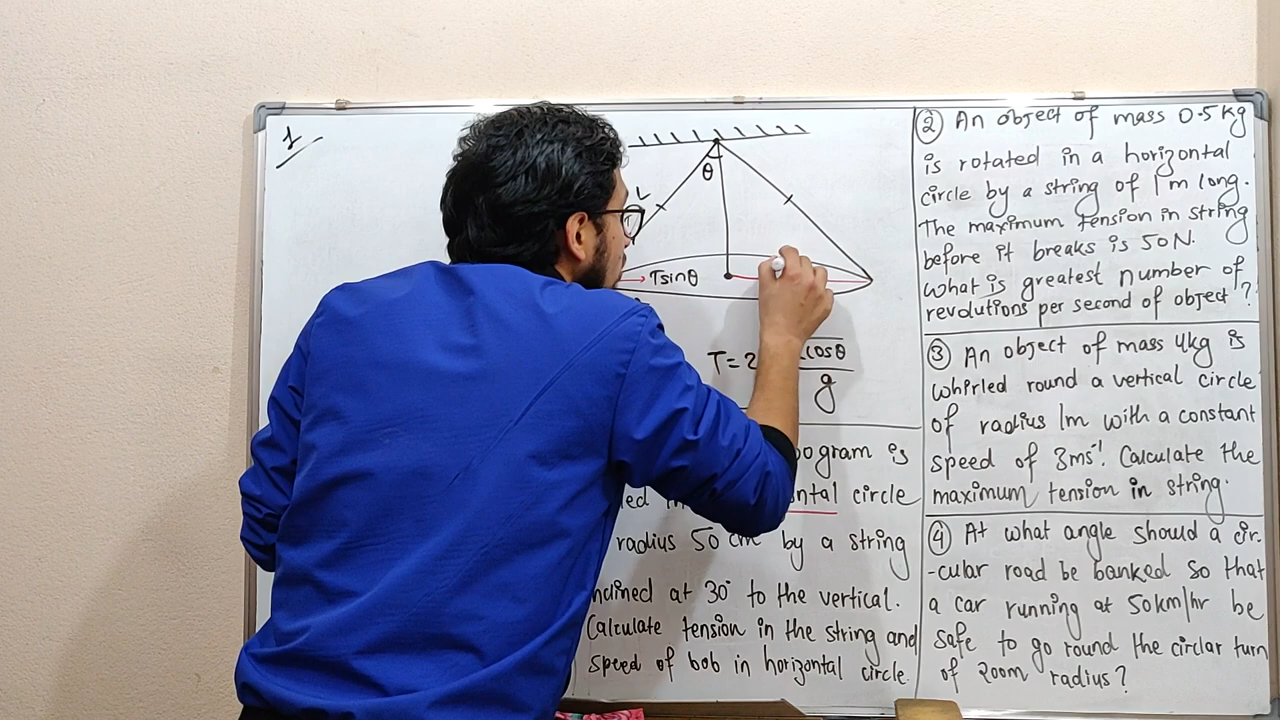 1
θ
L
Tsinθ
T=2 cosθ
g
ogram is
circle
radius 50 cm by a string
nclined at 30° to the vertical.
Calculate tension in the string and
speed of bob in horizontal circle.
② An object of mass 0.5kg
is rotated in a horizontal
circle by a string of 1m long.
The maximum tension in string
before it breaks is 50N.
what is greatest number of
revolutions per second of object?
③ An object of mass 4kg is
whirled round a vertical circle
of radius 1m with a constant
speed of 3ms⁻¹. Calculate the
maximum tension in string.
④ At what angle should a cir-
-cular road be banked so that
a car running at 50km/hr be
safe to go round the circlar turn
of 200m radius?